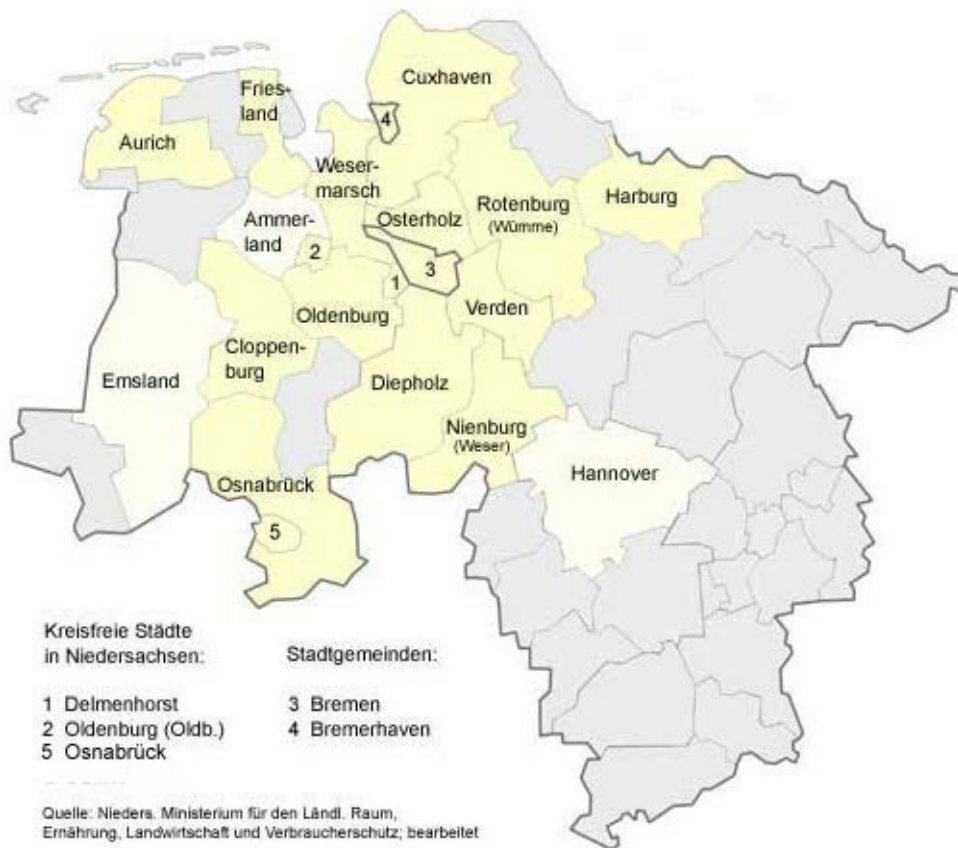 Cuxhaven
Fries-
land
4
Aurich
Weser-
marsch
Harburg
Rotenburg
(Wümme)
Osterholz
Ammer-
land
2
3
1
Oldenburg
Verden
Cloppen-
burg
Emsland
Diepholz
Nienburg
(Weser)
Hannover
Osnabrück
5
Kreisfreie Städte
in Niedersachsen:
1 Delmenhorst
2 Oldenburg (Oldb.)
5 Osnabrück
Stadtgemeinden:
3 Bremen
4 Bremerhaven
Quelle: Nieders. Ministerium für den Ländl. Raum,
Ernährung, Landwirtschaft und Verbraucherschutz; bearbeitet